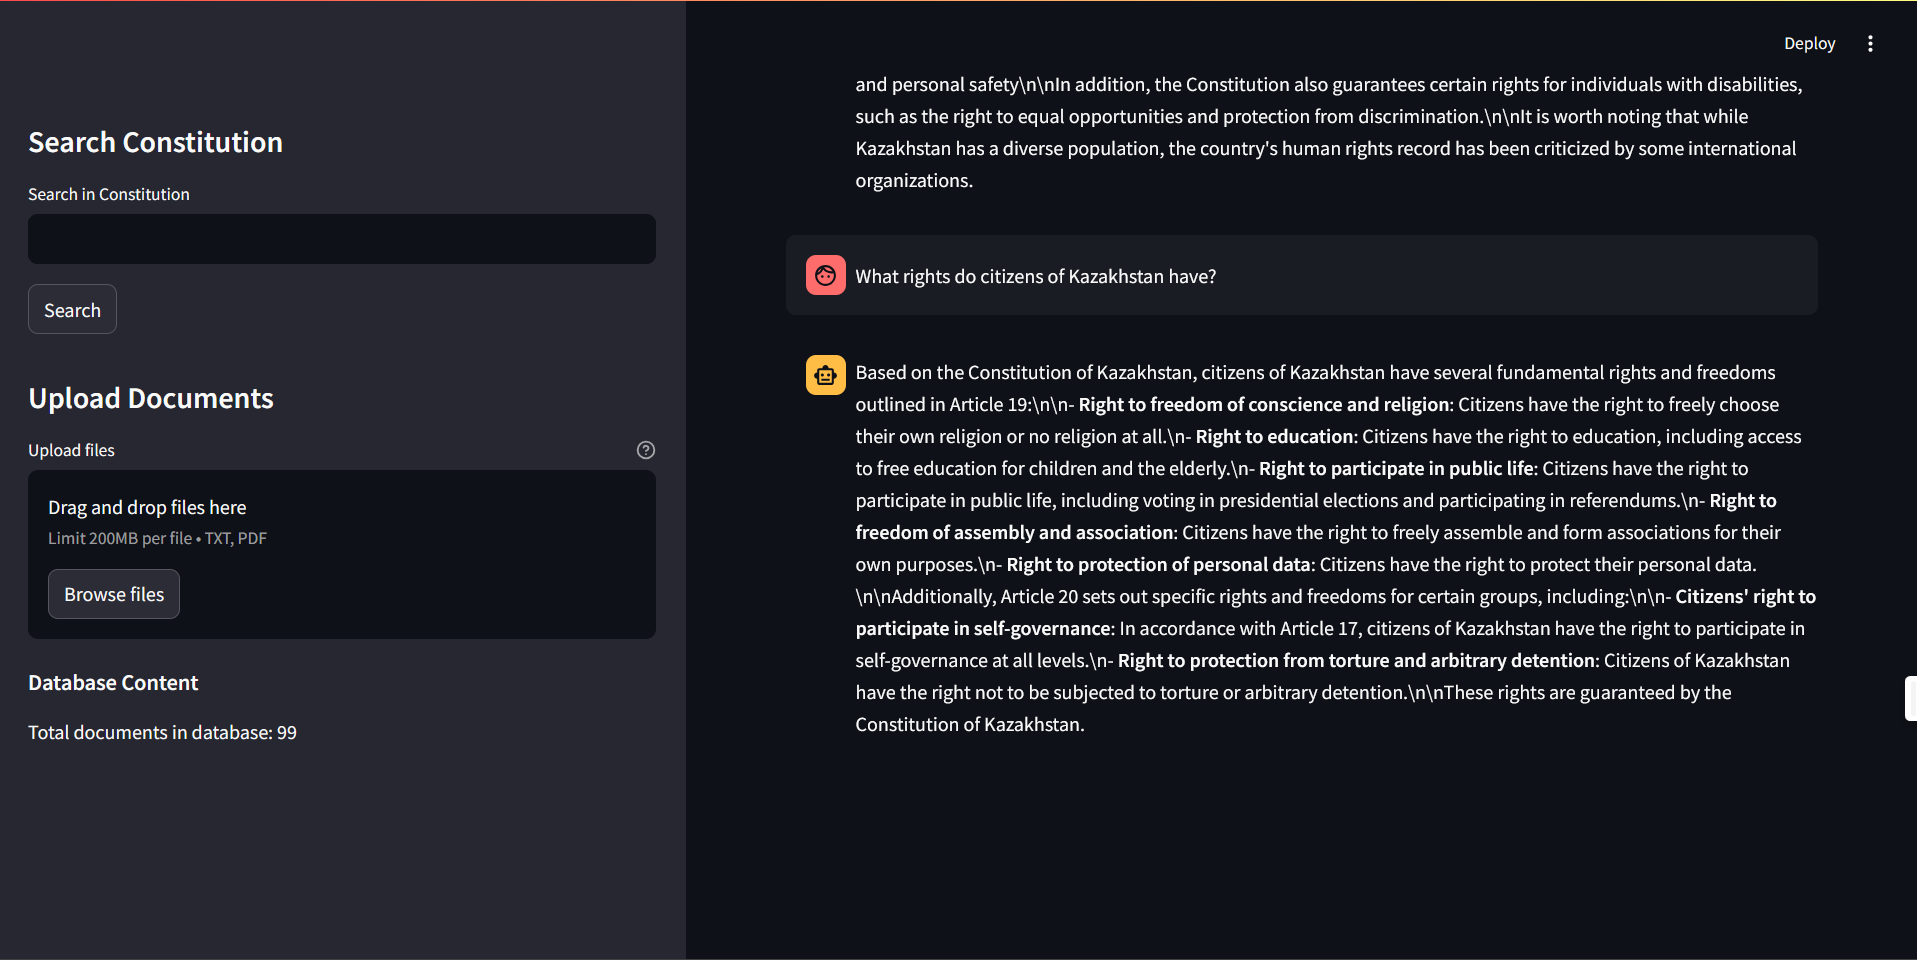 Search Constitution
Search in Constitution
Search
Upload Documents
Upload files
Drag and drop files here
Limit 200MB per file • TXT, PDF
Browse files
Database Content
Total documents in database: 99
Deploy
and personal safety\n\nIn addition, the Constitution also guarantees certain rights for individuals with disabilities,
such as the right to equal opportunities and protection from discrimination.\n\nIt is worth noting that while
Kazakhstan has a diverse population, the country's human rights record has been criticized by some international
organizations.
What rights do citizens of Kazakhstan have?
Based on the Constitution of Kazakhstan, citizens of Kazakhstan have several fundamental rights and freedoms
outlined in Article 19:\n\n- Right to freedom of conscience and religion: Citizens have the right to freely choose
their own religion or no religion at all.\n- Right to education: Citizens have the right to education, including access
to free education for children and the elderly.\n- Right to participate in public life: Citizens have the right to
participate in public life, including voting in presidential elections and participating in referendums.\n- Right to
freedom of assembly and association: Citizens have the right to freely assemble and form associations for their
own purposes.\n- Right to protection of personal data: Citizens have the right to protect their personal data.
\n\nAdditionally, Article 20 sets out specific rights and freedoms for certain groups, including:\n\n- Citizens' right to
participate in self-governance: In accordance with Article 17, citizens of Kazakhstan have the right to participate in
self-governance at all levels.\n- Right to protection from torture and arbitrary detention: Citizens of Kazakhstan
have the right not to be subjected to torture or arbitrary detention.\n\nThese rights are guaranteed by the
Constitution of Kazakhstan.